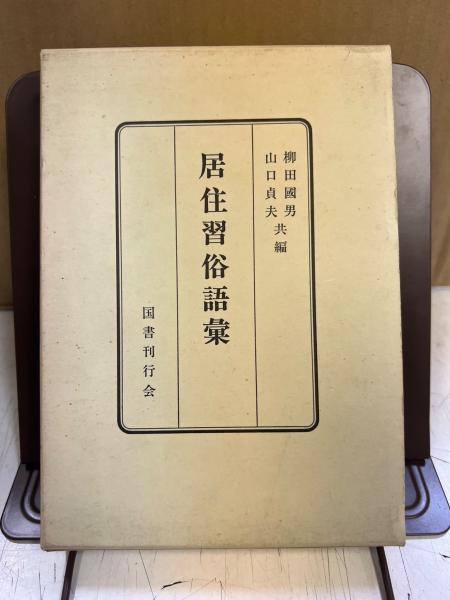 柳田國男
山口貞夫
共編
居住習俗語彙
国書刊行会